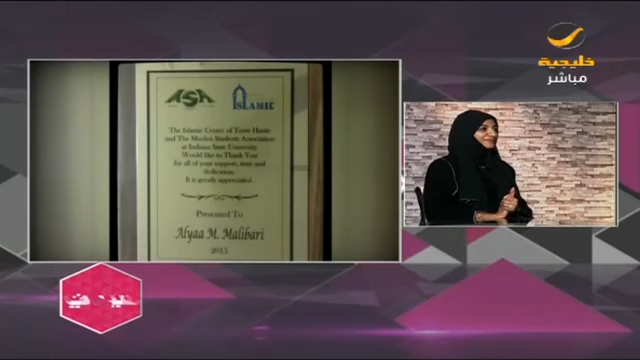 خليجية
مباشر
MSA
ISLAMIC
The Islamic Center of Terre Haute
and The Muslim Students Association
at Indiana State University
Would like to Thank You
for all of your support, time and
dedication.
It is greatly appreciated.
Presented To
Alyaa M. Malibari
2015